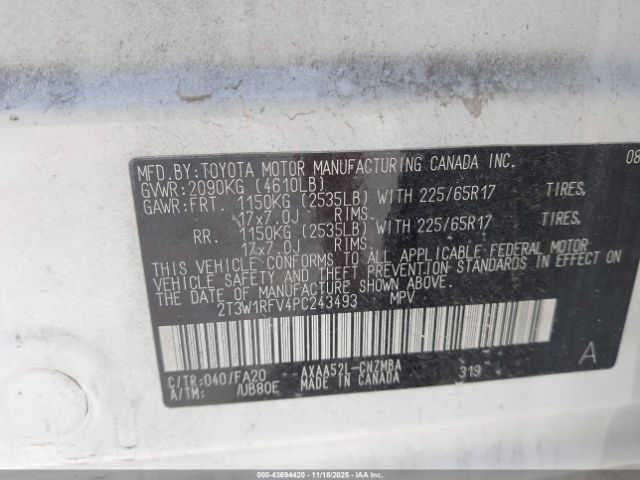 MFD.BY:TOYOTA MOTOR MANUFACTURING CANADA INC. 08
GVWR:2090KG (4610LB)
GAWR:FRT. 1150KG (2535LB) WITH 225/65R17 TIRES,
17x7.0J RIMS.
RR. 1150KG (2535LB) WITH 225/65R17 TIRES,
17x7.0J RIMS.
THIS VEHICLE CONFORMS TO ALL APPLICABLE FEDERAL MOTOR
VEHICLE SAFETY AND THEFT PREVENTION STANDARDS IN EFFECT ON
THE DATE OF MANUFACTURE SHOWN ABOVE.
2T3W1RFV4PC243493 MPV
C/TR:040/FA20 AXAA52L-CNZMBA 319 A
A/TM: /UB80E MADE IN CANADA
000-43694420 | 11/18/2025 | IAAI.COM